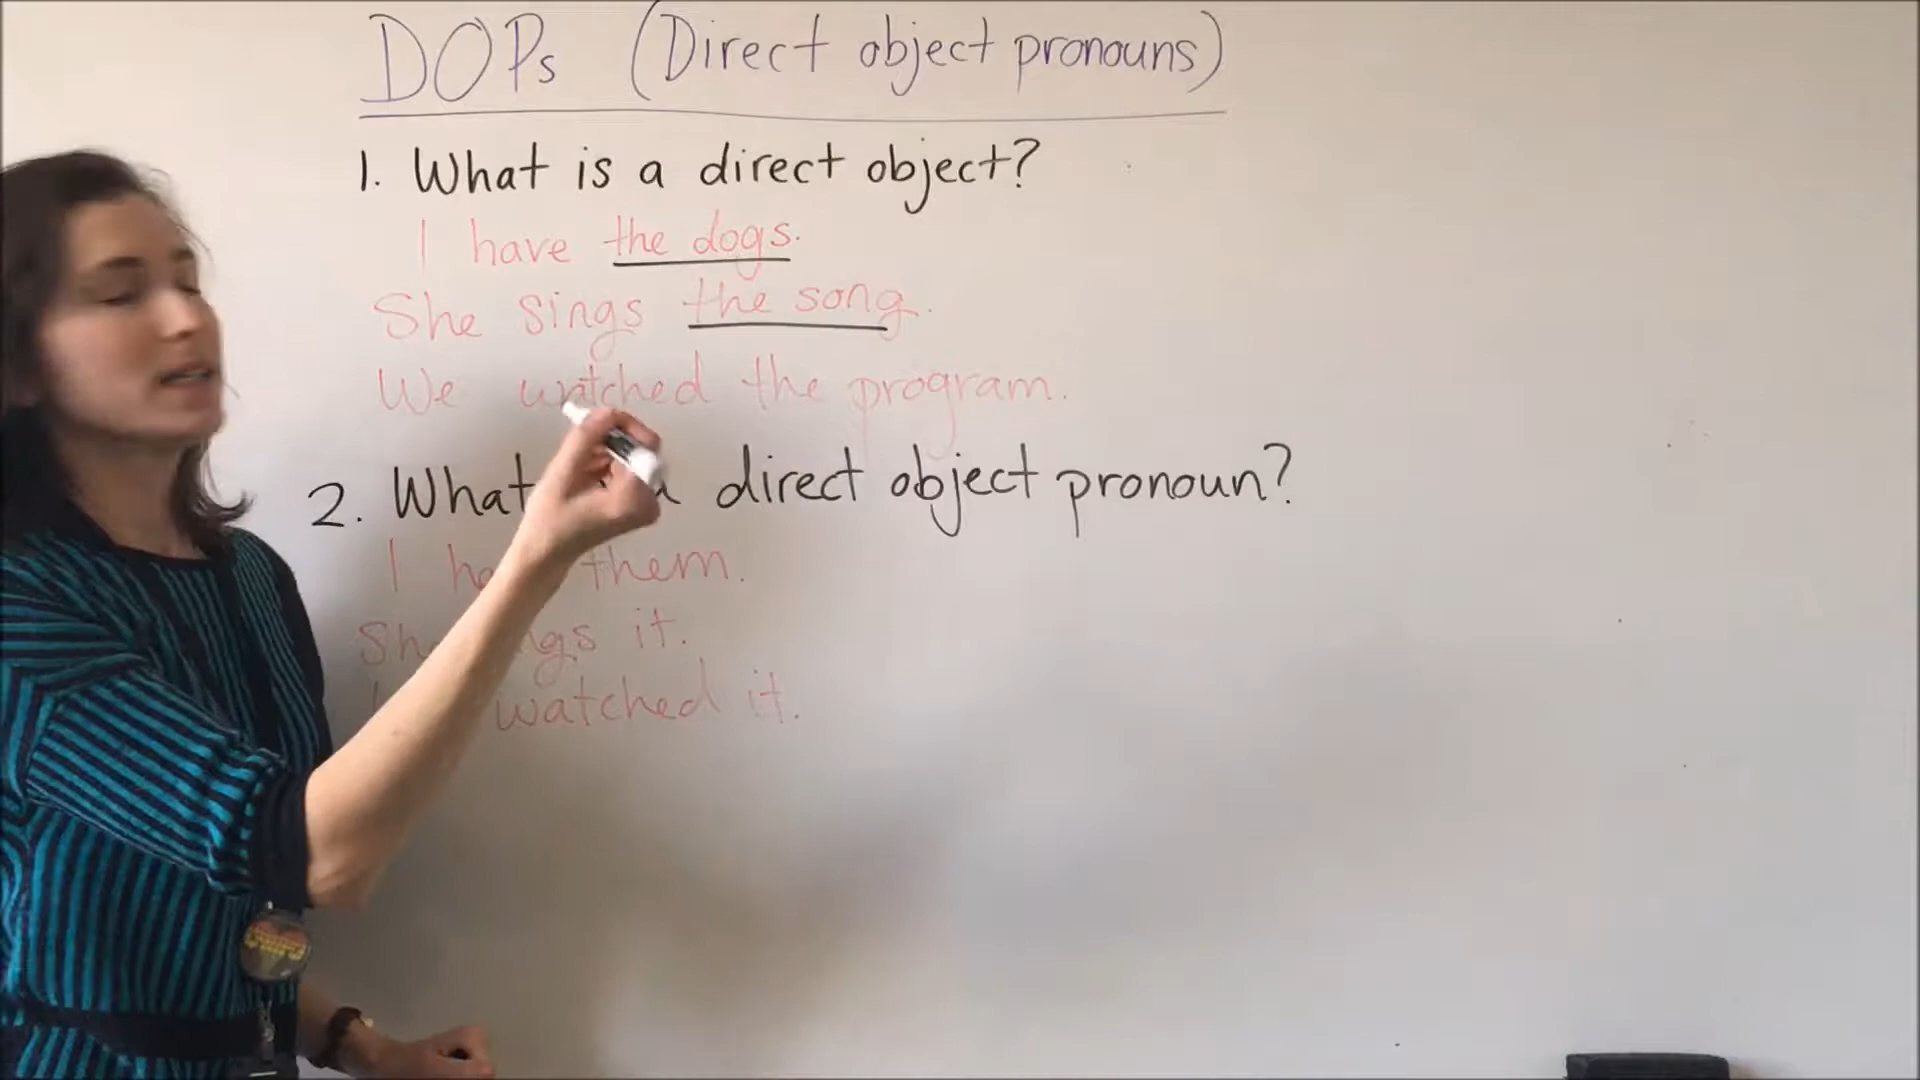 DOPs (Direct object pronouns)
1. What is a direct object?
I have the dogs.
She sings the song.
We watched the program.
2. What direct object pronoun?
I them.
it.
watched it.